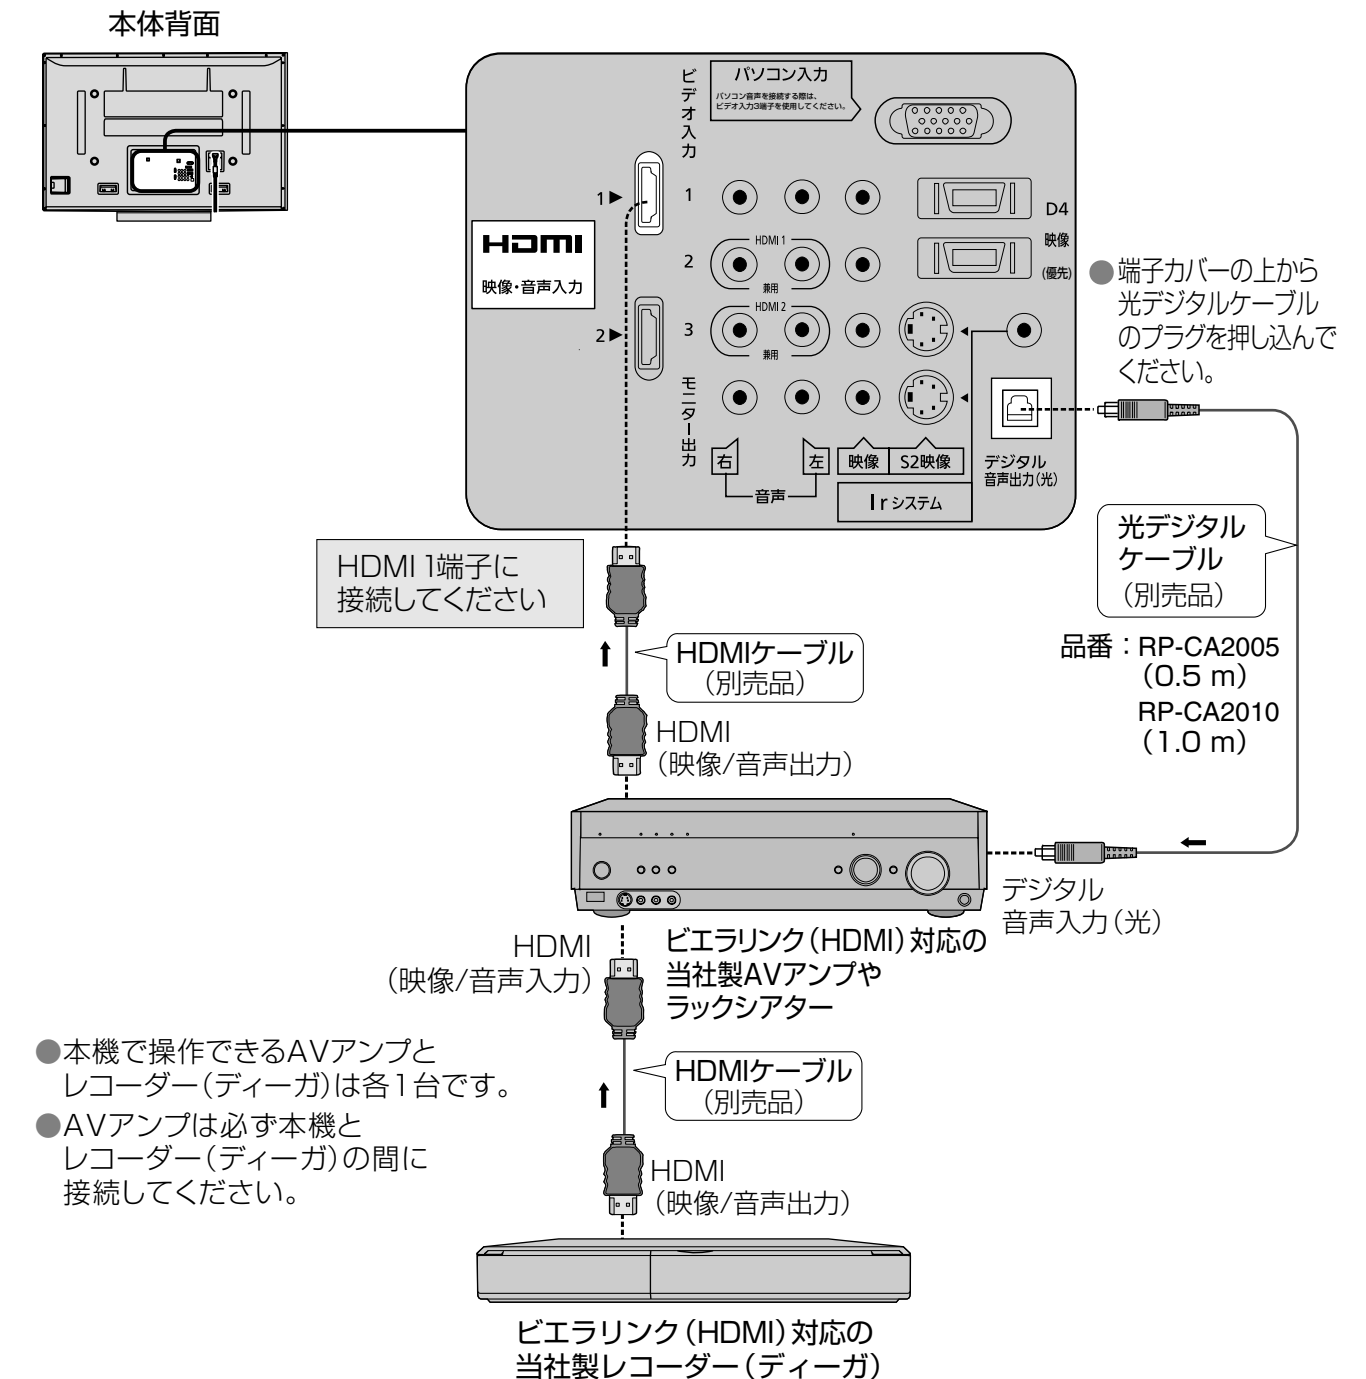 本体背面
ビデオ入力
パソコン入力
パソコン音声を接続する際は、
ビデオ入力3端子を使用してください。
1▶
1
D4
映像
(優先)
HDMI
映像・音声入力
HDMI 1
2
兼用
HDMI 2
2▶
3
兼用
モニター出力
右
左
映像
S2映像
音声
Irシステム
デジタル
音声出力(光)
●端子カバーの上から
光デジタルケーブル
のプラグを押し込んで
ください。
光デジタル
ケーブル
(別売品)
品番：RP-CA2005
(0.5 m)
RP-CA2010
(1.0 m)
HDMI 1端子に
接続してください
HDMIケーブル
(別売品)
HDMI
(映像/音声出力)
デジタル
音声入力(光)
HDMI
(映像/音声入力)
ビエラリンク(HDMI)対応の
当社製AVアンプや
ラックシアター
●本機で操作できるAVアンプと
レコーダー(ディーガ)は各1台です。
●AVアンプは必ず本機と
レコーダー(ディーガ)の間に
接続してください。
HDMIケーブル
(別売品)
HDMI
(映像/音声出力)
ビエラリンク(HDMI)対応の
当社製レコーダー(ディーガ)